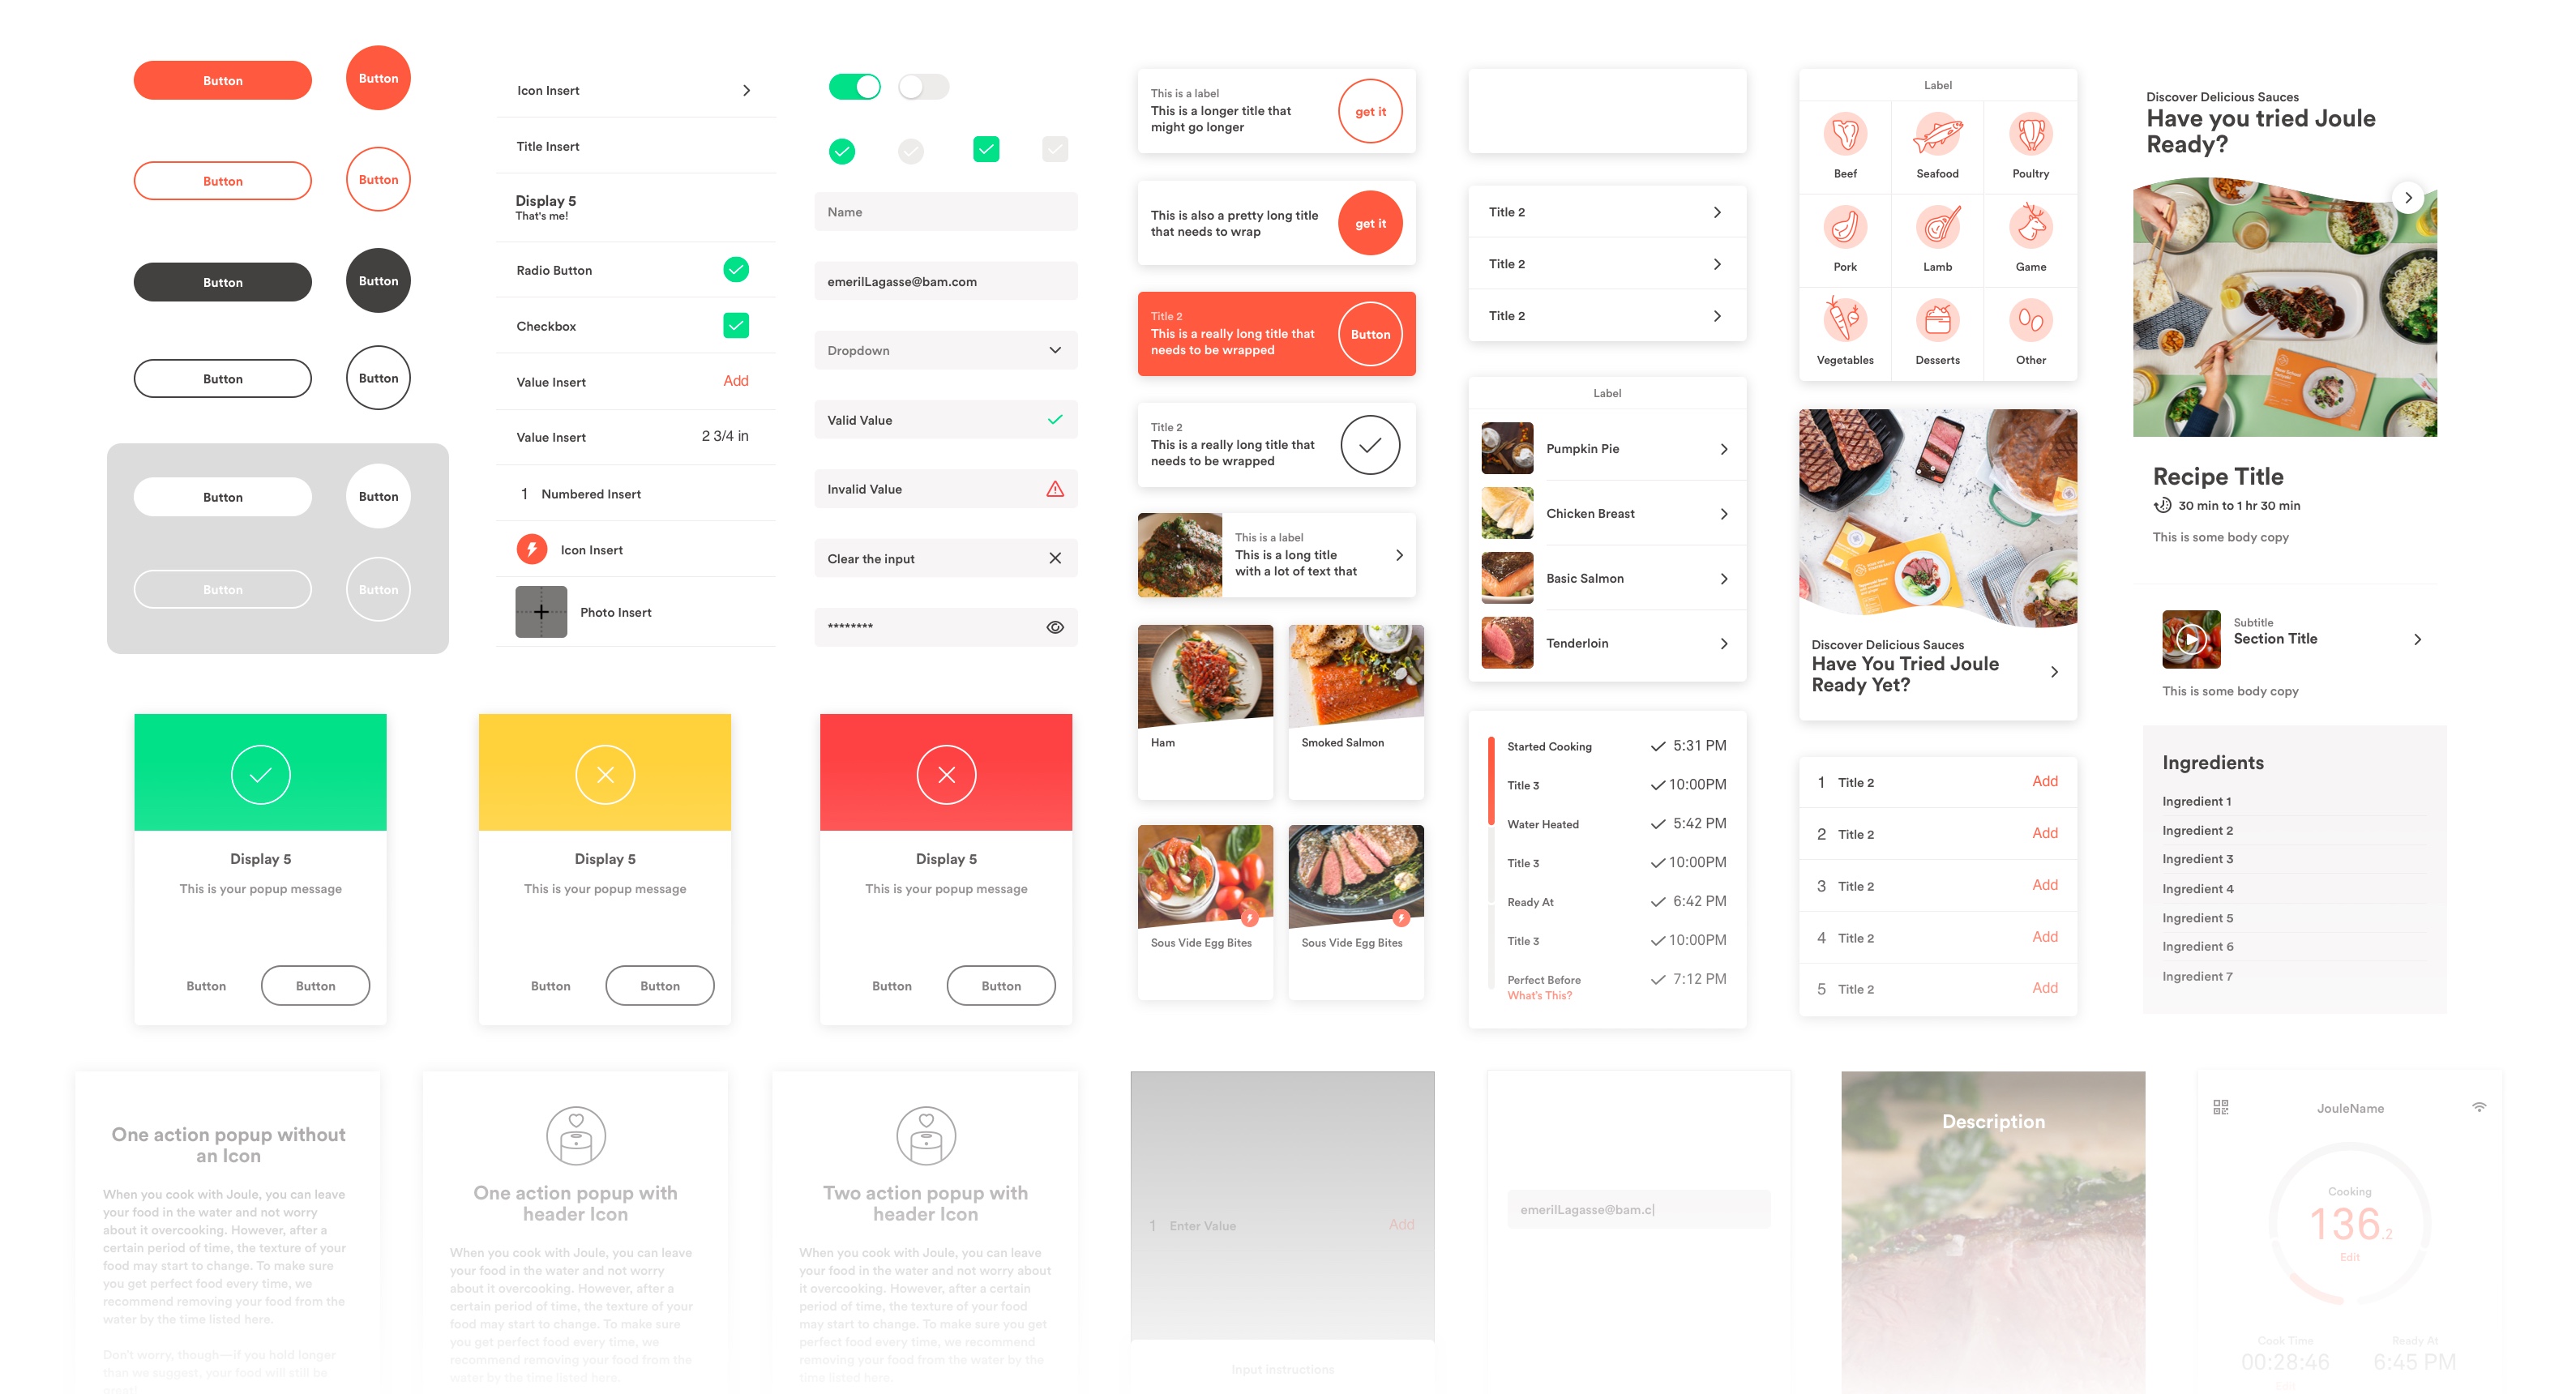 Button
Button
Button
Button
Button
Button
Button
Button
Button
Button
Button
Button
Icon Insert
Title Insert
Display 5
That's me!
Radio Button
Checkbox
Value Insert
Add
Value Insert
2 3/4 in
1 Numbered Insert
Icon Insert
Photo Insert
Name
emerilLagasse@bam.com
Dropdown
Valid Value
Invalid Value
Clear the input
********
This is a label
This is a longer title that
might go longer
get it
This is also a pretty long title
that needs to wrap
get it
Title 2
This is a really long title that
needs to be wrapped
Button
Title 2
This is a really long title that
needs to be wrapped
This is a label
This is a long title
with a lot of text that
Ham
Smoked Salmon
Sous Vide Egg Bites
Sous Vide Egg Bites
Title 2
Title 2
Title 2
Label
Pumpkin Pie
Chicken Breast
Basic Salmon
Tenderloin
Started Cooking
5:31 PM
Title 3
10:00PM
Water Heated
5:42 PM
Title 3
10:00PM
Ready At
6:42 PM
Title 3
10:00PM
Perfect Before
7:12 PM
What's This?
Label
Beef
Seafood
Poultry
Pork
Lamb
Game
Vegetables
Desserts
Other
Discover Delicious Sauces
Have You Tried Joule
Ready Yet?
1 Title 2
Add
2 Title 2
Add
3 Title 2
Add
4 Title 2
Add
5 Title 2
Add
Discover Delicious Sauces
Have you tried Joule
Ready?
Recipe Title
30 min to 1 hr 30 min
This is some body copy
Subtitle
Section Title
This is some body copy
Ingredients
Ingredient 1
Ingredient 2
Ingredient 3
Ingredient 4
Ingredient 5
Ingredient 6
Ingredient 7
Display 5
This is your popup message
Button
Button
Display 5
This is your popup message
Button
Button
Display 5
This is your popup message
Button
Button
One action popup without
an Icon
When you cook with Joule, you can leave
your food in the water and not worry
about it overcooking. However, after a
certain period of time, the texture of your
food may start to change. To make sure
you get perfect food every time, we
recommend removing your food from the
water by the time listed here.
Don't worry, though—if you hold longer
than we suggest, your food will still be
One action popup with
header Icon
When you cook with Joule, you can leave
your food in the water and not worry
about it overcooking. However, after a
certain period of time, the texture of your
food may start to change. To make sure
you get perfect food every time, we
recommend removing your food from the
water by the time listed here.
Two action popup with
header Icon
When you cook with Joule, you can leave
your food in the water and not worry about
it overcooking. However, after a certain
period of time, the texture of your food
may start to change. To make sure you get
perfect food every time, we recommend
removing your food from the water by the
time listed here.
1 Enter Value
Add
Input instructions
emerilLagasse@bam.c
Description
JouleName
Cooking
136.2
Edit
Cook Time
00:28:46
Ready At
6:45 PM